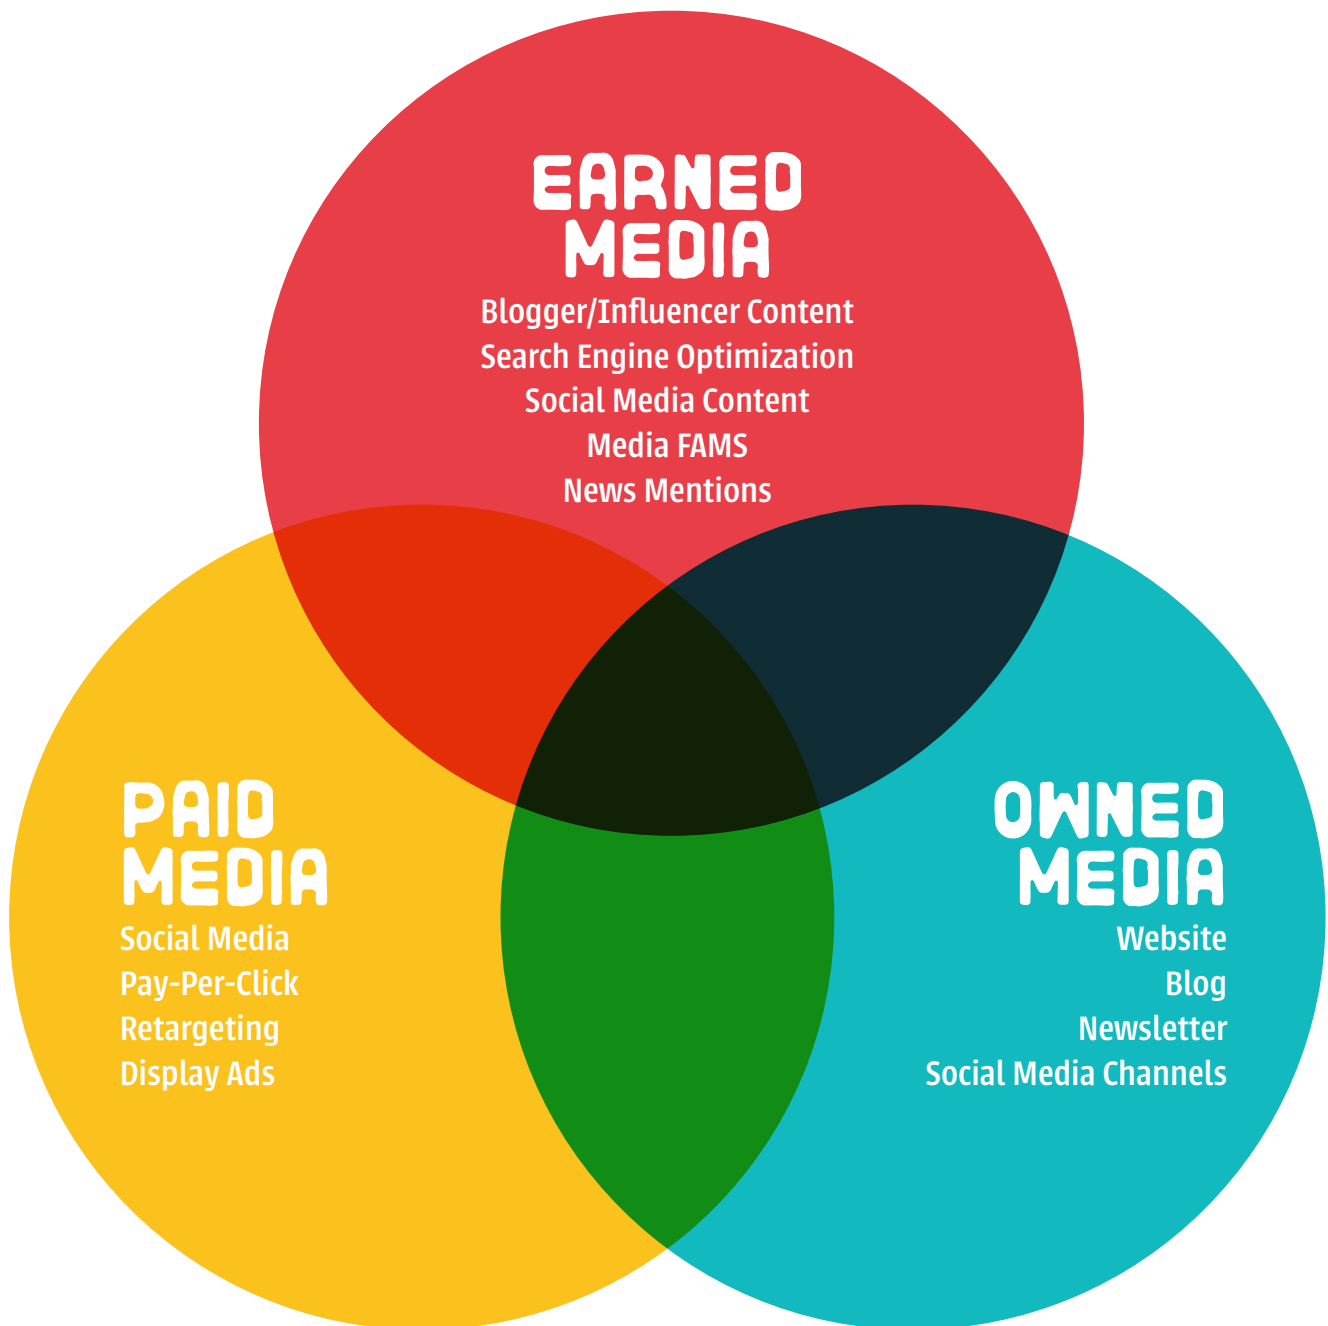 EARNED
MEDIA
Blogger/Influencer Content
Search Engine Optimization
Social Media Content
Media FAMS
News Mentions
PAID
MEDIA
Social Media
Pay-Per-Click
Retargeting
Display Ads
OWNED
MEDIA
Website
Blog
Newsletter
Social Media Channels